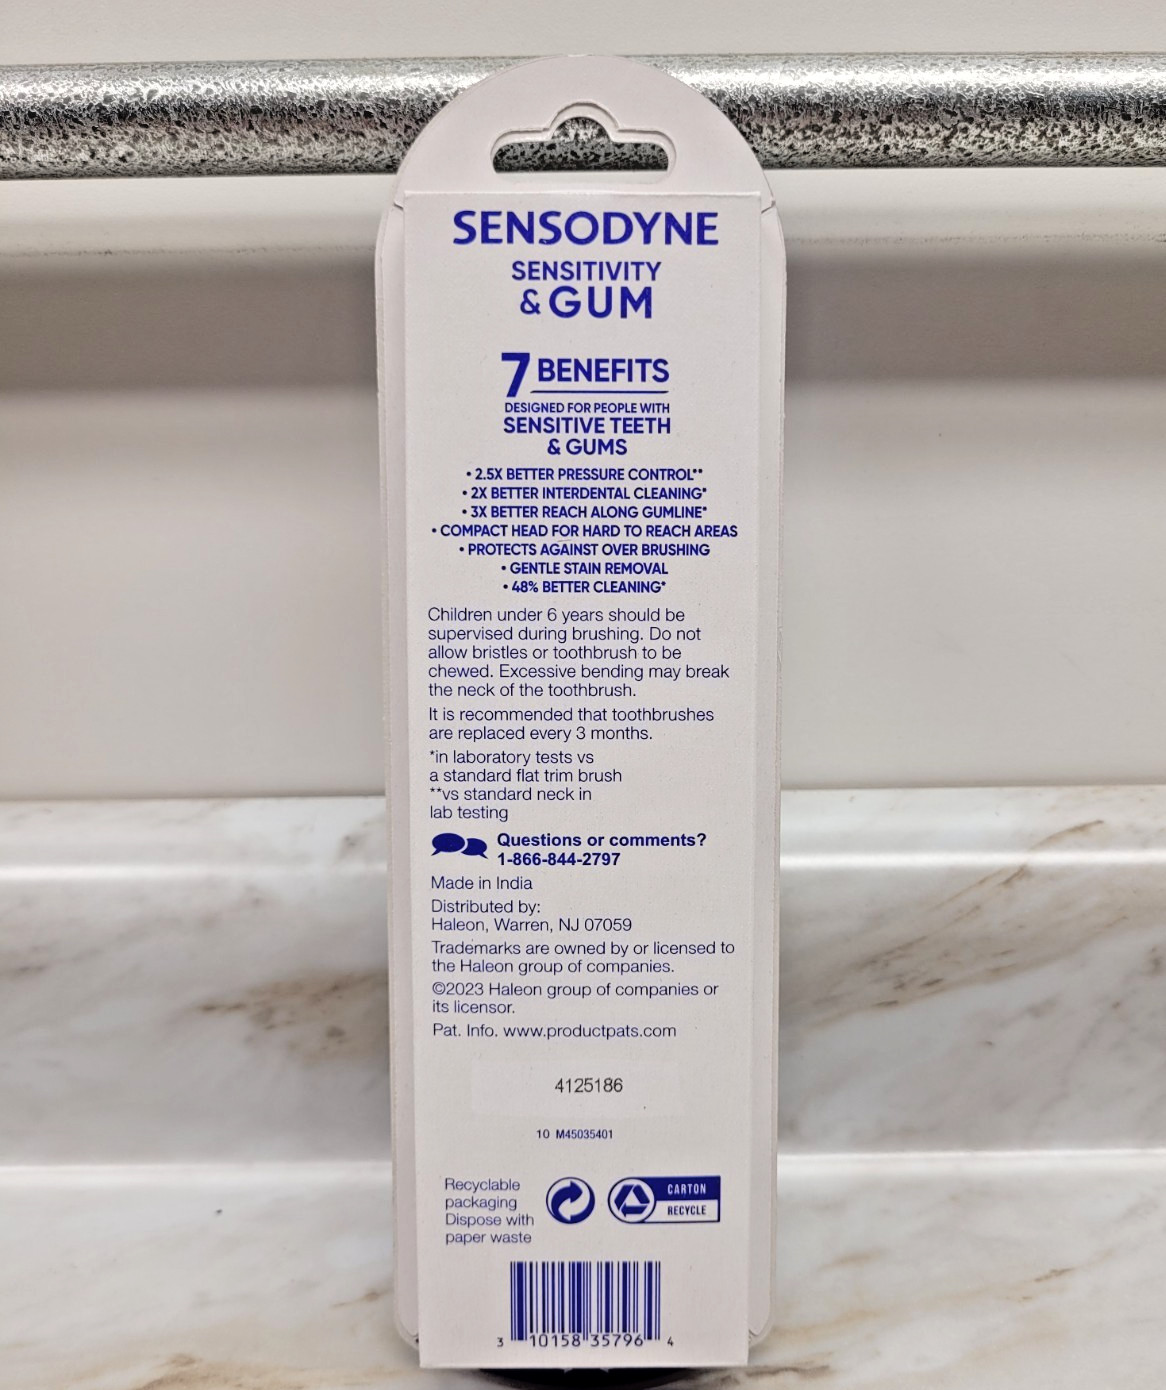 SENSODYNE
SENSITIVITY
& GUM
7 BENEFITS
DESIGNED FOR PEOPLE WITH
SENSITIVE TEETH
& GUMS
• 2.5X BETTER PRESSURE CONTROL**
• 2X BETTER INTERDENTAL CLEANING*
• 3X BETTER REACH ALONG GUMLINE*
• COMPACT HEAD FOR HARD TO REACH AREAS
• PROTECTS AGAINST OVER BRUSHING
• GENTLE STAIN REMOVAL
• 48% BETTER CLEANING*
Children under 6 years should be
supervised during brushing. Do not
allow bristles or toothbrush to be
chewed. Excessive bending may break
the neck of the toothbrush.
It is recommended that toothbrushes
are replaced every 3 months.
*in laboratory tests vs
a standard flat trim brush
**vs standard neck in
lab testing
Questions or comments?
1-866-844-2797
Made in India
Distributed by:
Haleon, Warren, NJ 07059
Trademarks are owned by or licensed to
the Haleon group of companies.
©2023 Haleon group of companies or
its licensor.
Pat. Info. www.productpats.com
4125186
10 M45035401
Recyclable
packaging
Dispose with
paper waste
CARTON
RECYCLE
3 10158 35796 4